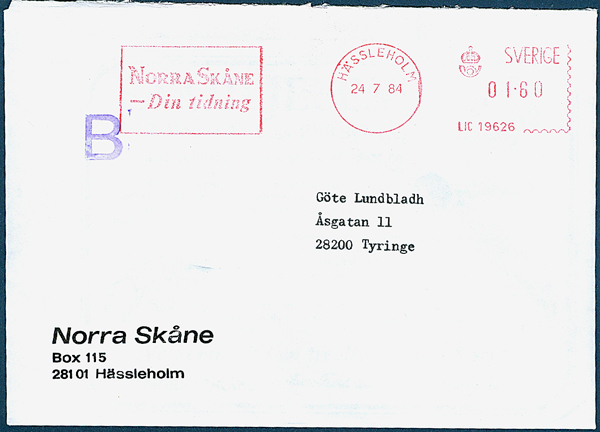 NORRA SKÅNE
— Din tidning
B
HÄSSLEHOLM
24 7 84
SVERIGE
01·60
LIC 19626
Göte Lundbladh
Åsgatan 11
28200 Tyringe
Norra Skåne
Box 115
281 01 Hässleholm